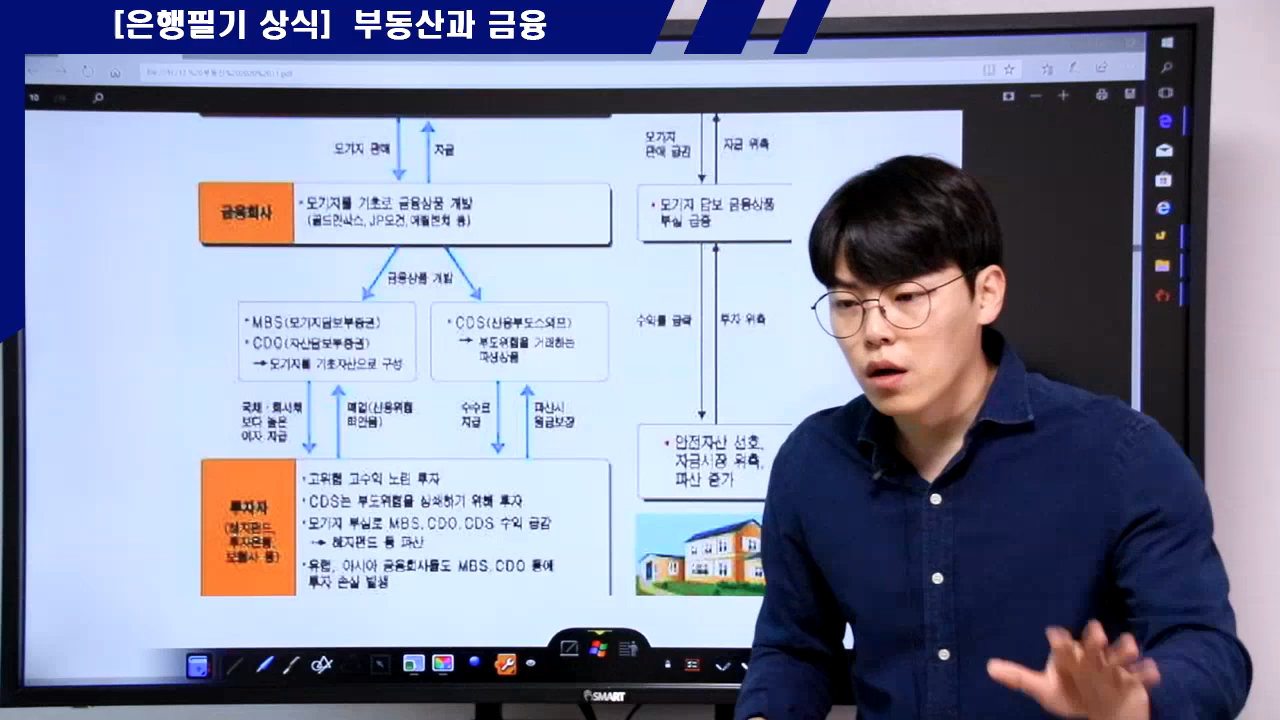 [은행필기 상식] 부동산과 금융
10
모기지 판매
자금
모기지
판매 급감
자금 위축
금융회사
• 모기지를 기초로 금융상품 개발
(골드만삭스, JP모건, 메릴린치 등)
• 모기지 담보 금융상품
부실 급증
금융상품 개발
• MBS(모기지담보부증권)
• CDO(자산담보부증권)
→ 모기지를 기초자산으로 구성
• CDS(신용부도스와프)
→ 부도위험을 거래하는
파생상품
수익률 급락
투자 위축
국채·회사채
보다 높은
이자 지급
매입(신용위험
떠안음)
수수료
지급
파산시
원금보장
투자자
(헤지펀드,
투자은행,
보험사 등)
• 고위험 고수익 노린 투자
• CDS는 부도위험을 상쇄하기 위해 투자
• 모기지 부실로 MBS, CDO, CDS 수익 급감
→ 헤지펀드 등 파산
• 유럽, 아시아 금융회사들도 MBS, CDO 등에
투자 손실 발생
• 안전자산 선호,
자금시장 위축,
파산 증가
SMART